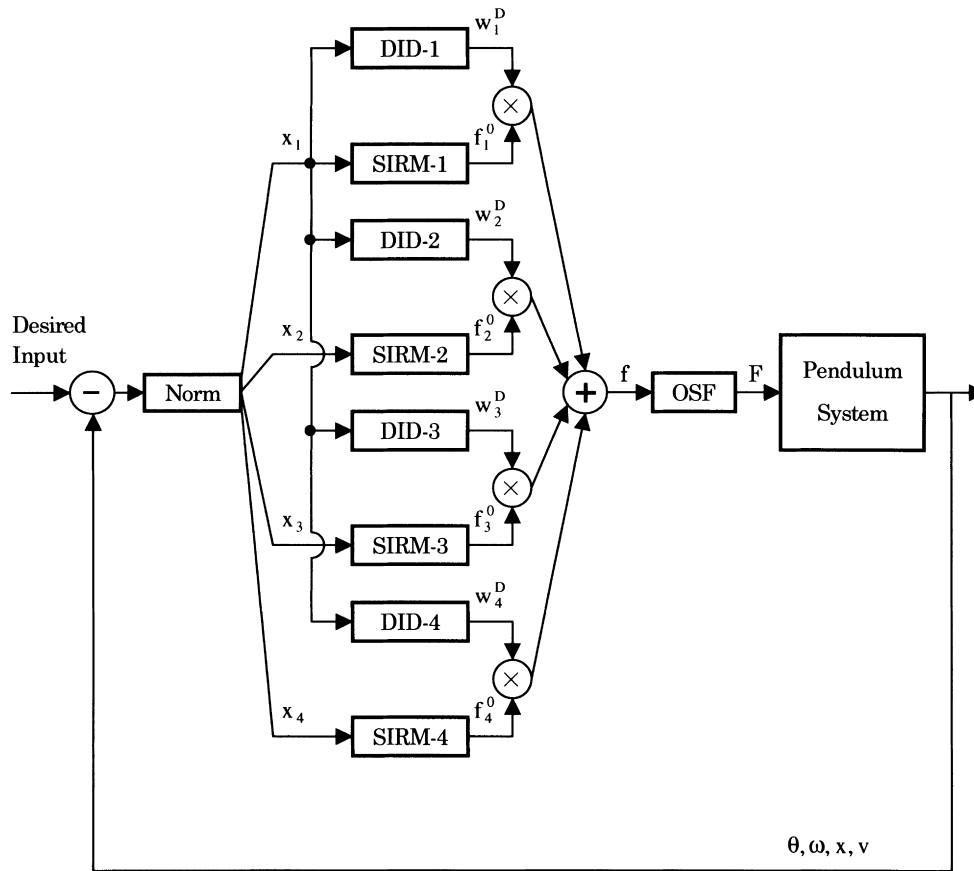 w₁ᴰ
DID-1
×
x₁
f₁⁰
SIRM-1
w₂ᴰ
DID-2
×
Desired
Input
x₂
f₂⁰
SIRM-2
−
Norm
+
f
OSF
F
Pendulum
System
w₃ᴰ
DID-3
×
x₃
f₃⁰
SIRM-3
w₄ᴰ
DID-4
×
x₄
f₄⁰
SIRM-4
θ, ω, x, v